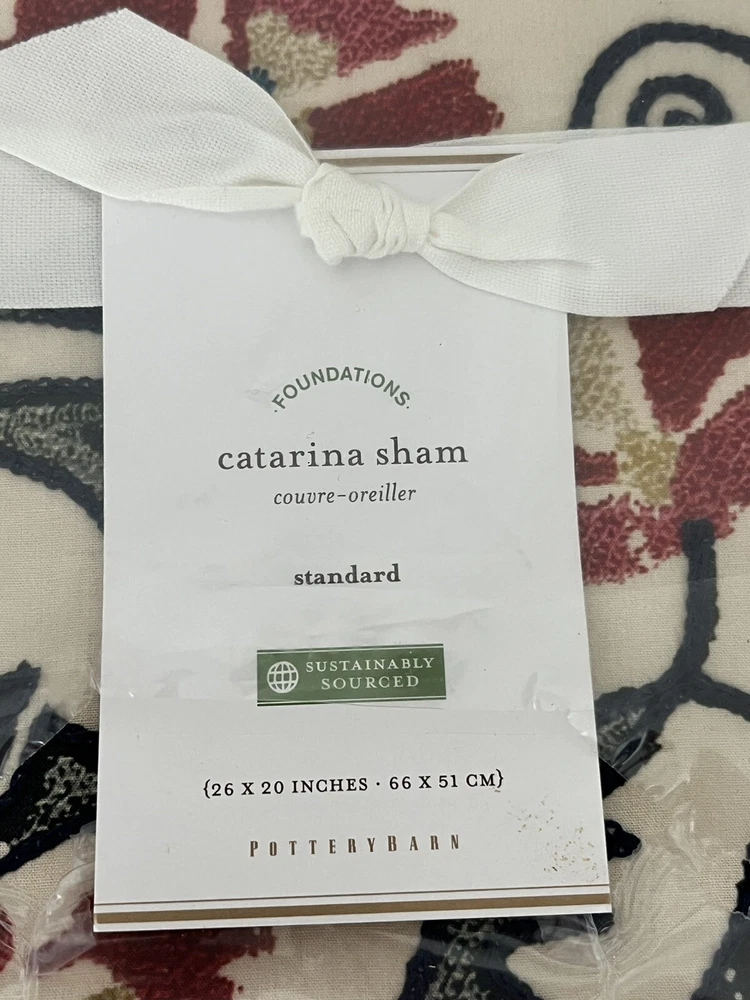 ·FOUNDATIONS·
catarina sham
couvre-oreiller
standard
SUSTAINABLY
SOURCED
{26 X 20 INCHES · 66 X 51 CM}
POTTERYBARN